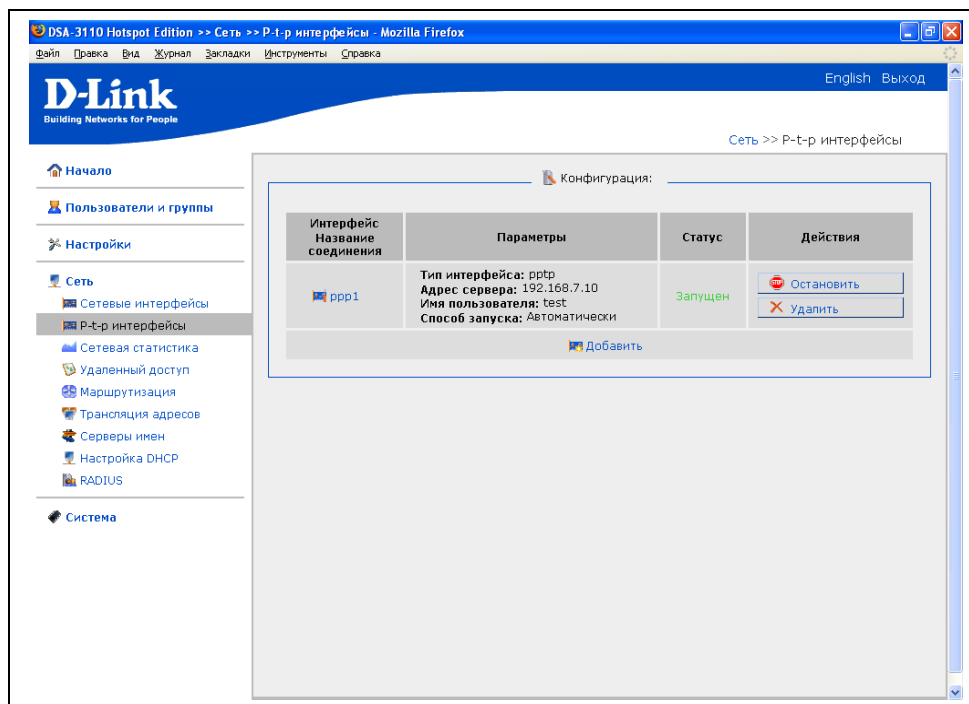 DSA-3110 Hotspot Edition >> Сеть >> P-t-p интерфейсы - Mozilla Firefox
Файл Правка Вид Журнал Закладки Инструменты Справка
English Выход
D-Link
Building Networks for People
Сеть >> P-t-p интерфейсы
Начало
Пользователи и группы
Настройки
Сеть
Сетевые интерфейсы
P-t-p интерфейсы
Сетевая статистика
Удаленный доступ
Маршрутизация
Трансляция адресов
Серверы имен
Настройка DHCP
RADIUS
Система
Конфигурация:
Интерфейс
Название
соединения
Параметры
Статус
Действия
ppp1
Тип интерфейса: pptp
Адрес сервера: 192.168.7.10
Имя пользователя: test
Способ запуска: Автоматически
Запущен
Остановить
Удалить
Добавить